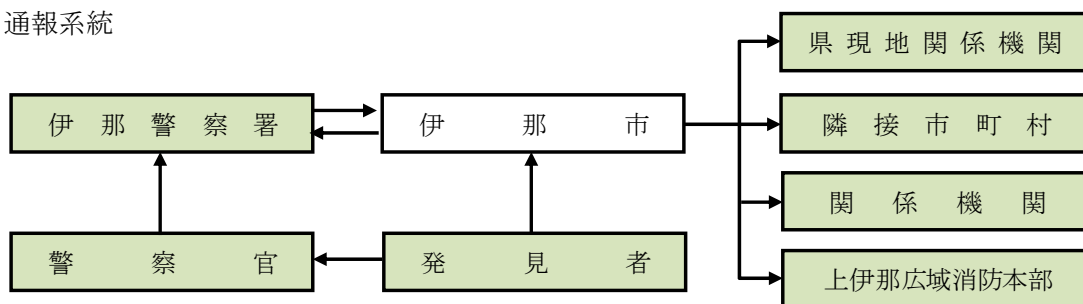 通報系統
県現地関係機関
伊那警察署
伊那市
隣接市町村
関係機関
警察官
発見者
上伊那広域消防本部